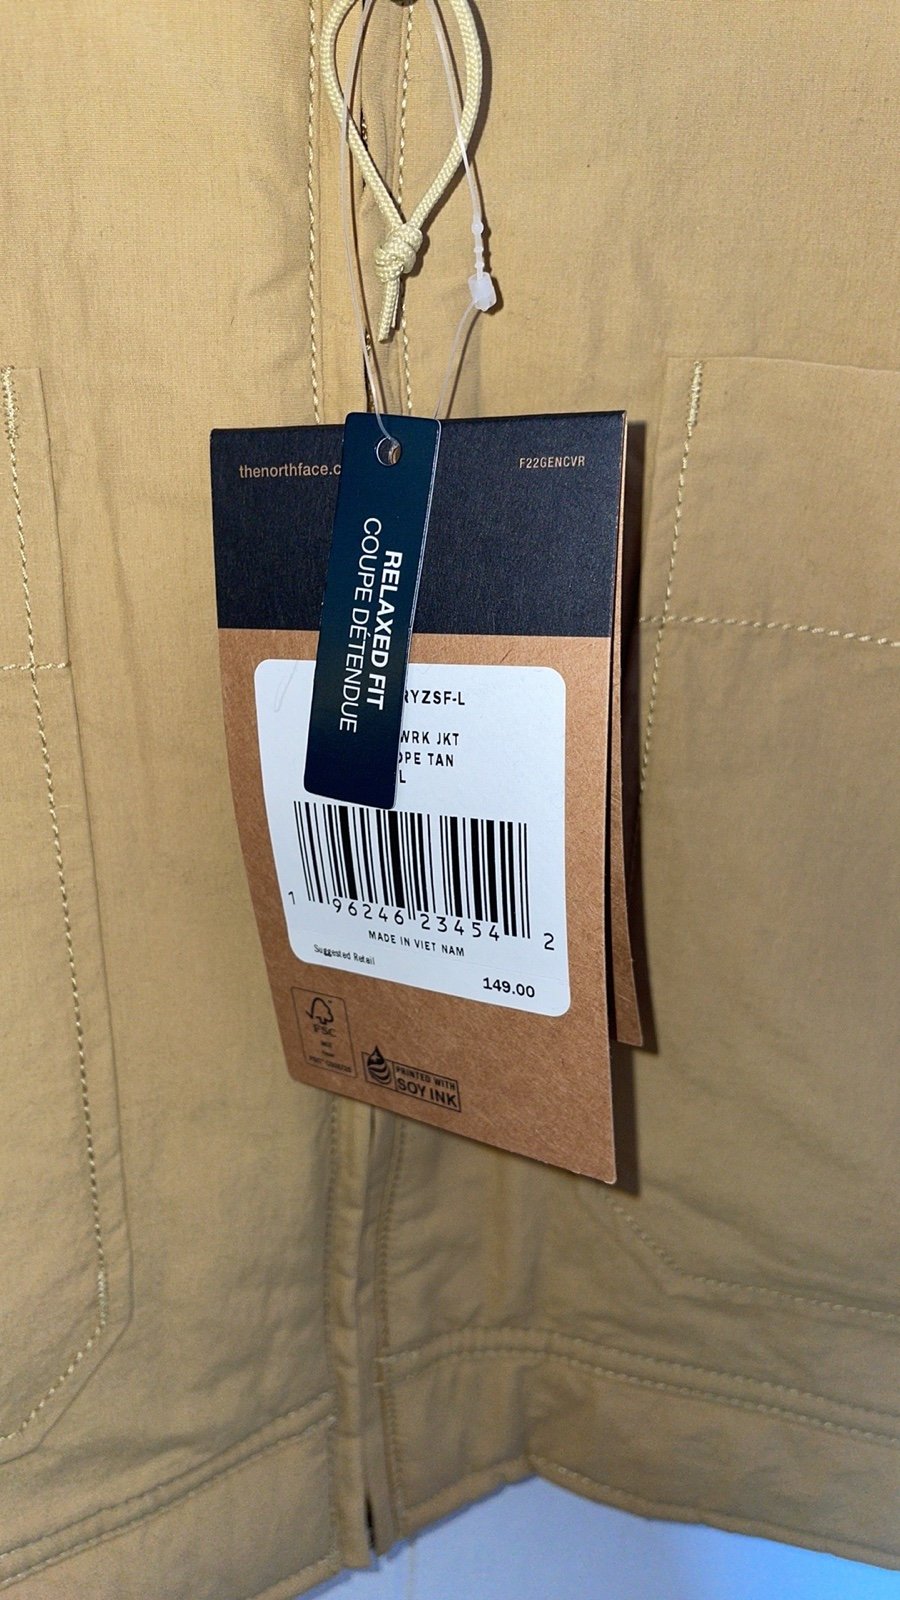 thenorthface.c
F22GENCVR
RELAXED FIT
COUPE DÉTENDUE
RYZSF-L
WRK JKT
OPE TAN
L
1 96246 23454 2
MADE IN VIET NAM
Suggested Retail
149.00
FSC
MIX
PRINTED WITH
SOY INK